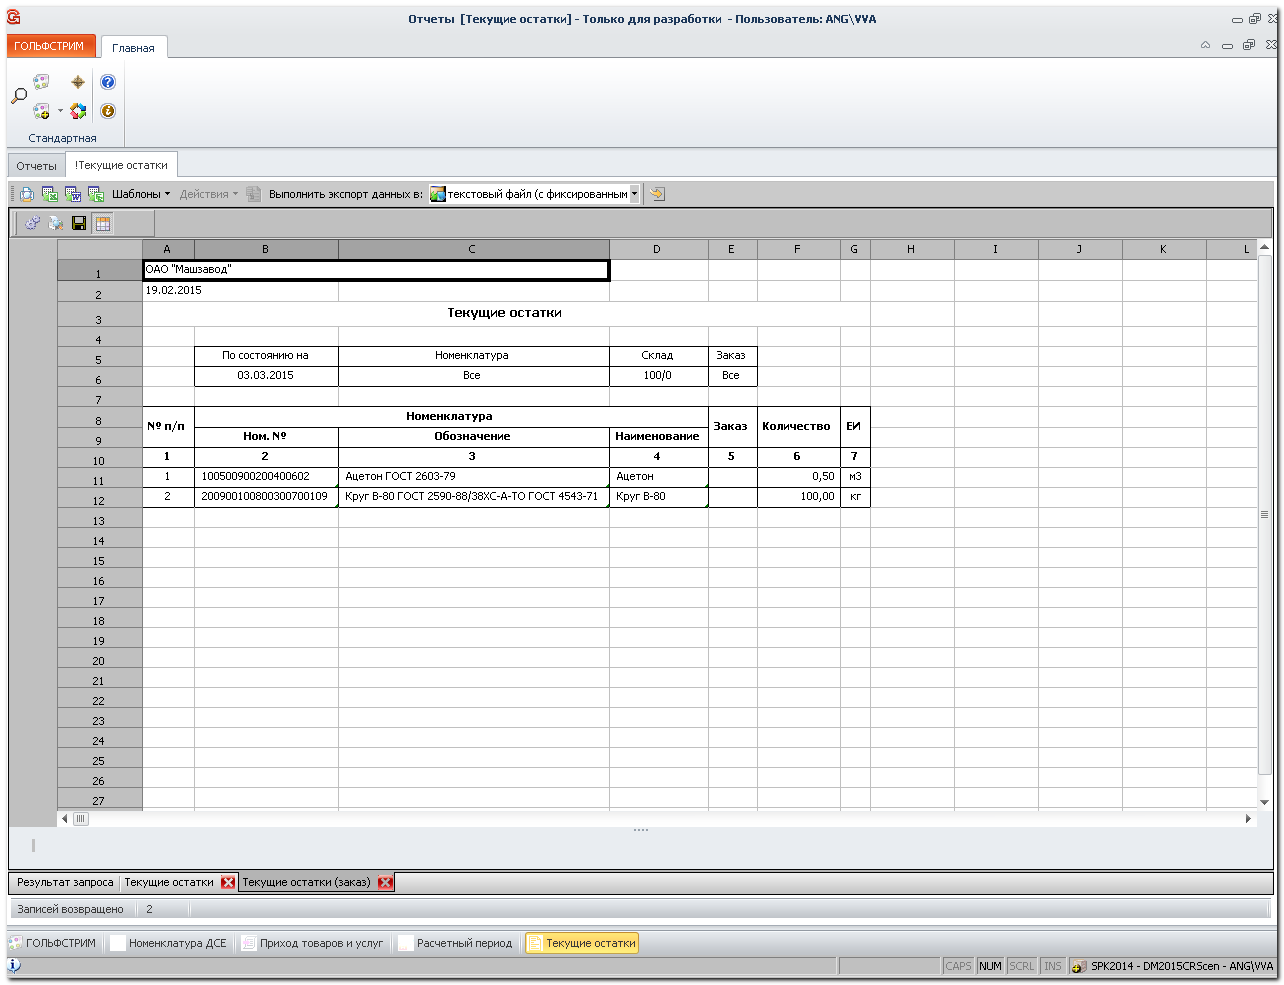 Отчеты [Текущие остатки] - Только для разработки - Пользователь: ANG\VVA
ГОЛЬФСТРИМ Главная
Стандартная
Отчеты !Текущие остатки
Шаблоны Действия Выполнить экспорт данных в: текстовый файл (с фиксированным
A B C D E F G H I J K L
1 ОАО "Машзавод"
2 19.02.2015
3 Текущие остатки
4
5 По состоянию на Номенклатура Склад Заказ
6 03.03.2015 Все 100/0 Все
7
8 № п/п Номенклатура Заказ Количество ЕИ
9 Ном. № Обозначение Наименование
10 1 2 3 4 5 6 7
11 1 100500900200400602 Ацетон ГОСТ 2603-79 Ацетон 0,50 м3
12 2 200900100800300700109 Круг В-80 ГОСТ 2590-88/38ХС-А-ТО ГОСТ 4543-71 Круг В-80 100,00 кг
13
14
15
16
17
18
19
20
21
22
23
24
25
26
27
Результат запроса Текущие остатки Текущие остатки (заказ)
Записей возвращено 2
ГОЛЬФСТРИМ Номенклатура ДСЕ Приход товаров и услуг Расчетный период Текущие остатки
CAPS NUM SCRL INS SPK2014 - DM2015CRScen - ANG\VVA